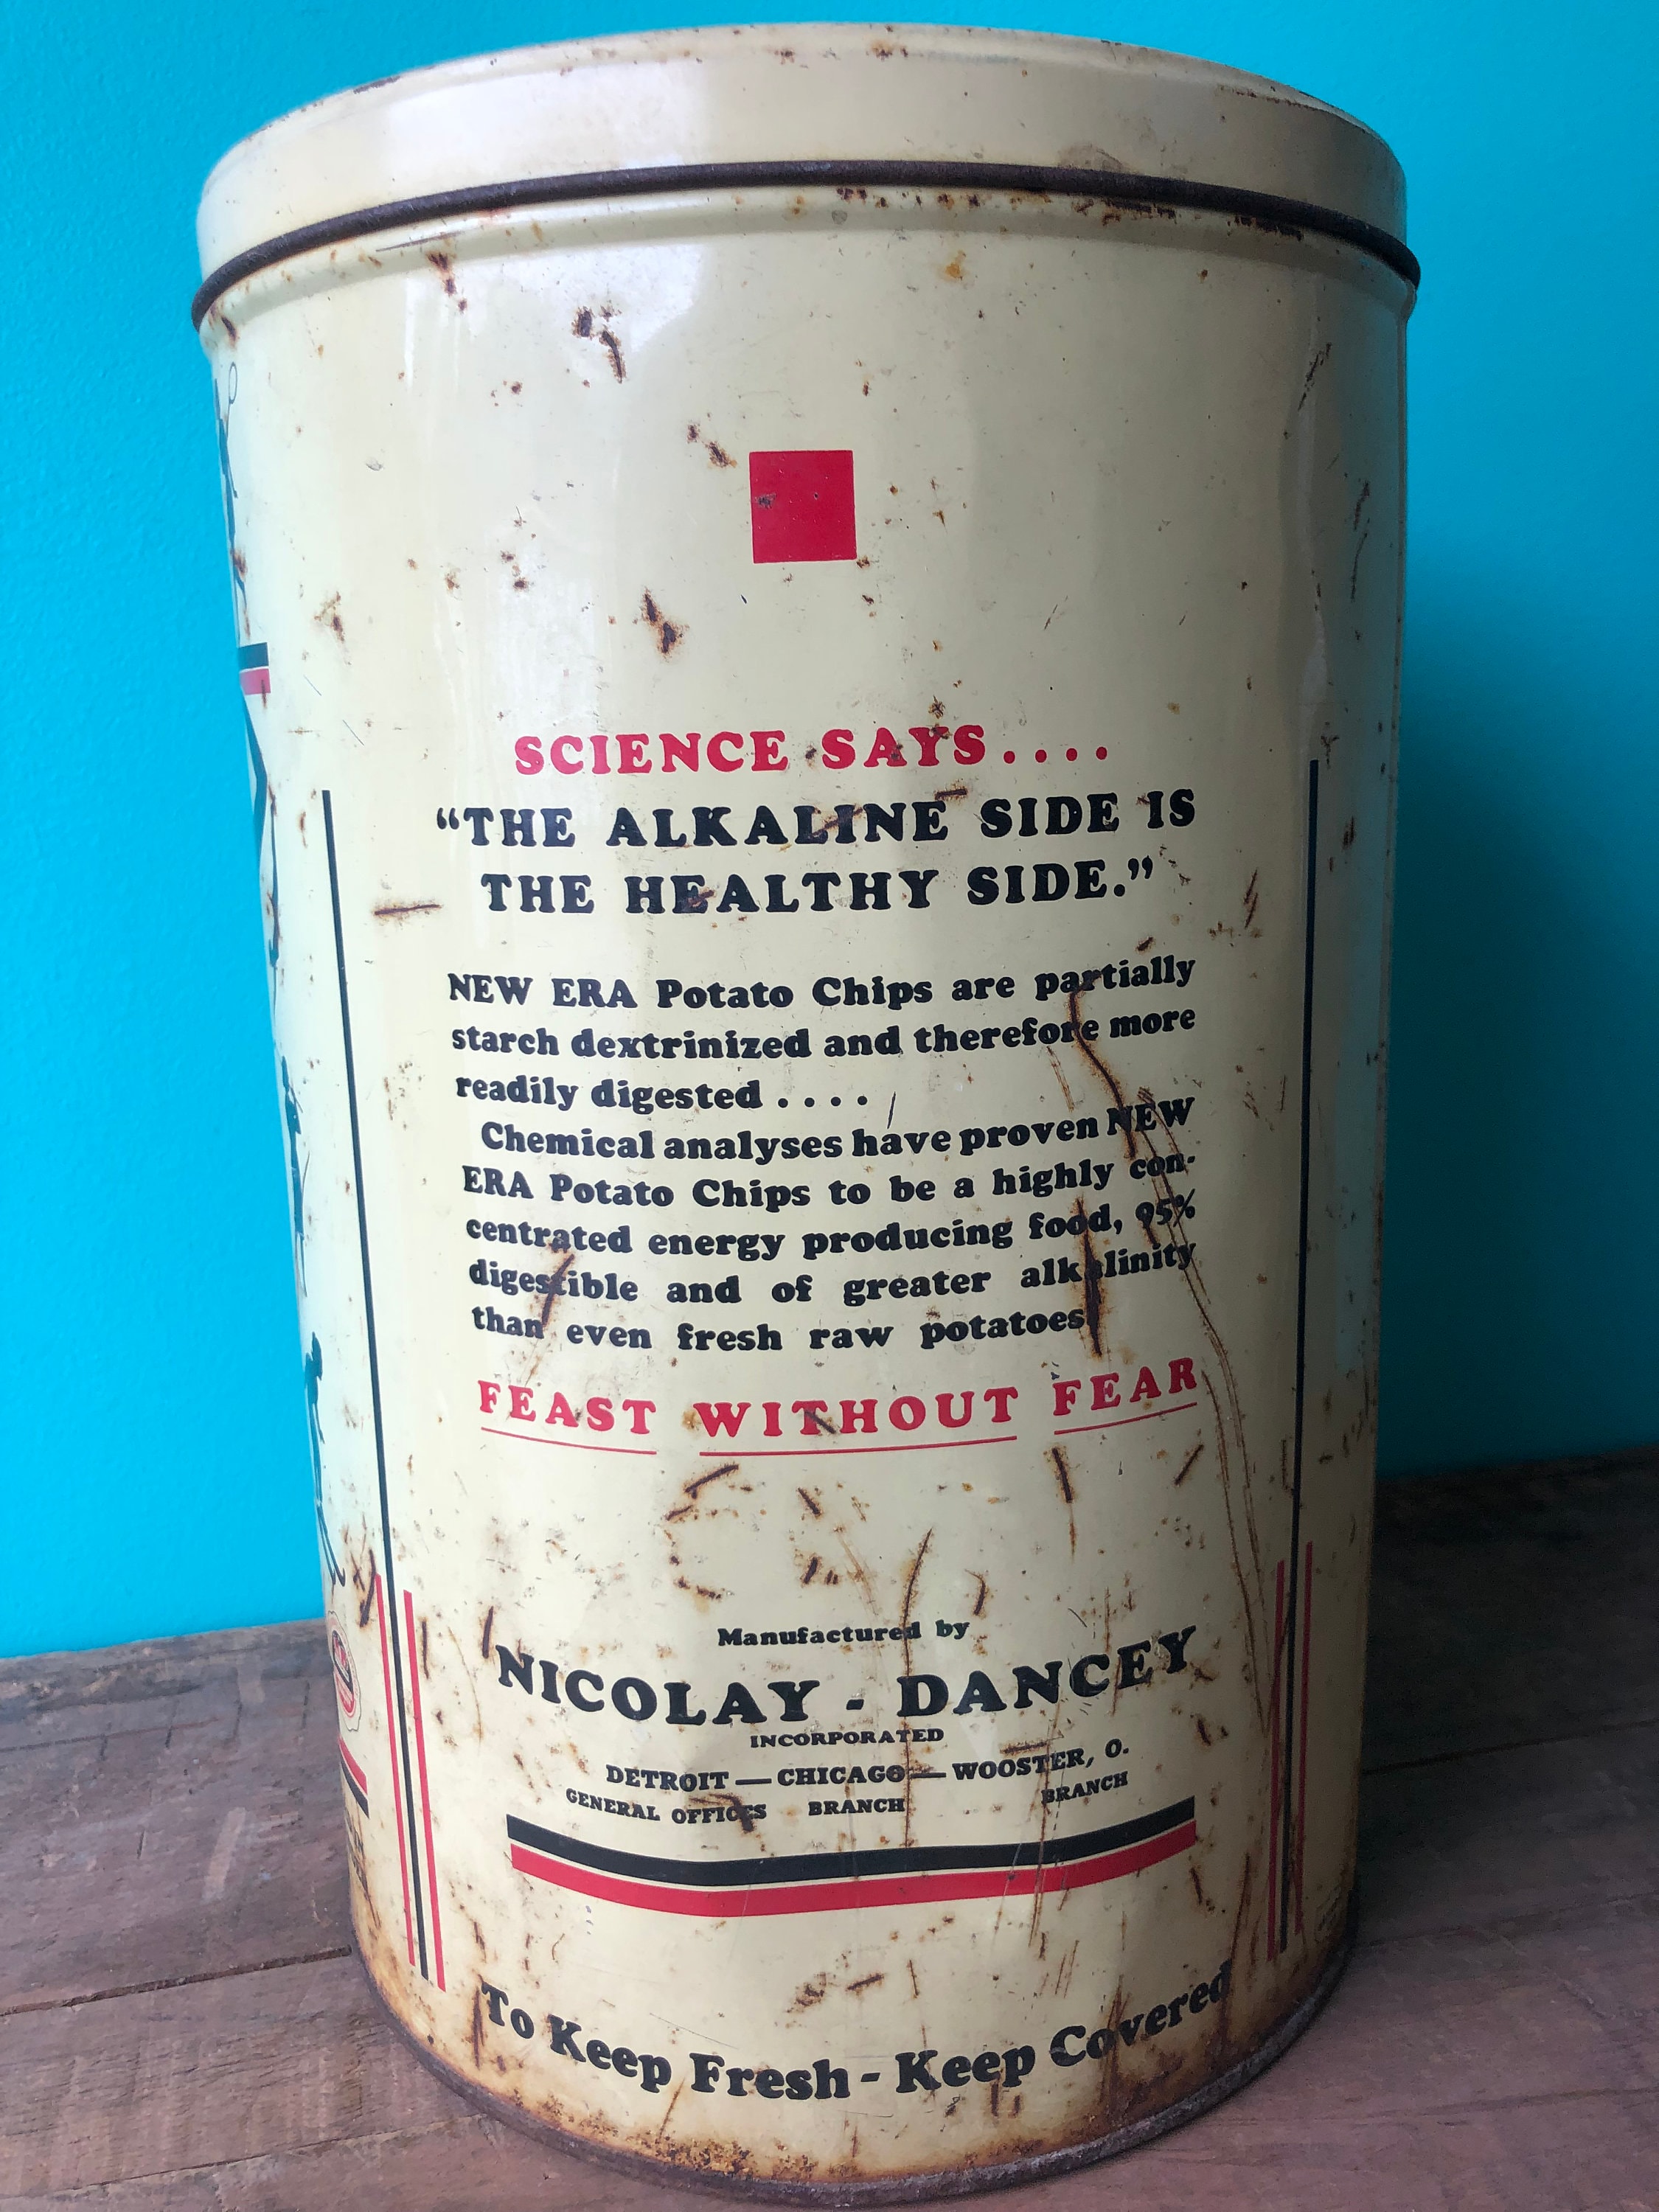 SCIENCE SAYS....
“THE ALKALINE SIDE IS
THE HEALTHY SIDE.”
NEW ERA Potato Chips are partially
starch dextrinized and therefore more
readily digested ....
Chemical analyses have proven NEW
ERA Potato Chips to be a highly con-
centrated energy producing food, 95%
digestible and of greater alkalinity
than even fresh raw potatoes
FEAST WITHOUT FEAR
Manufactured by
NICOLAY - DANCEY
INCORPORATED
DETROIT — CHICAGO — WOOSTER, O.
GENERAL OFFICES BRANCH BRANCH
To Keep Fresh - Keep Covered